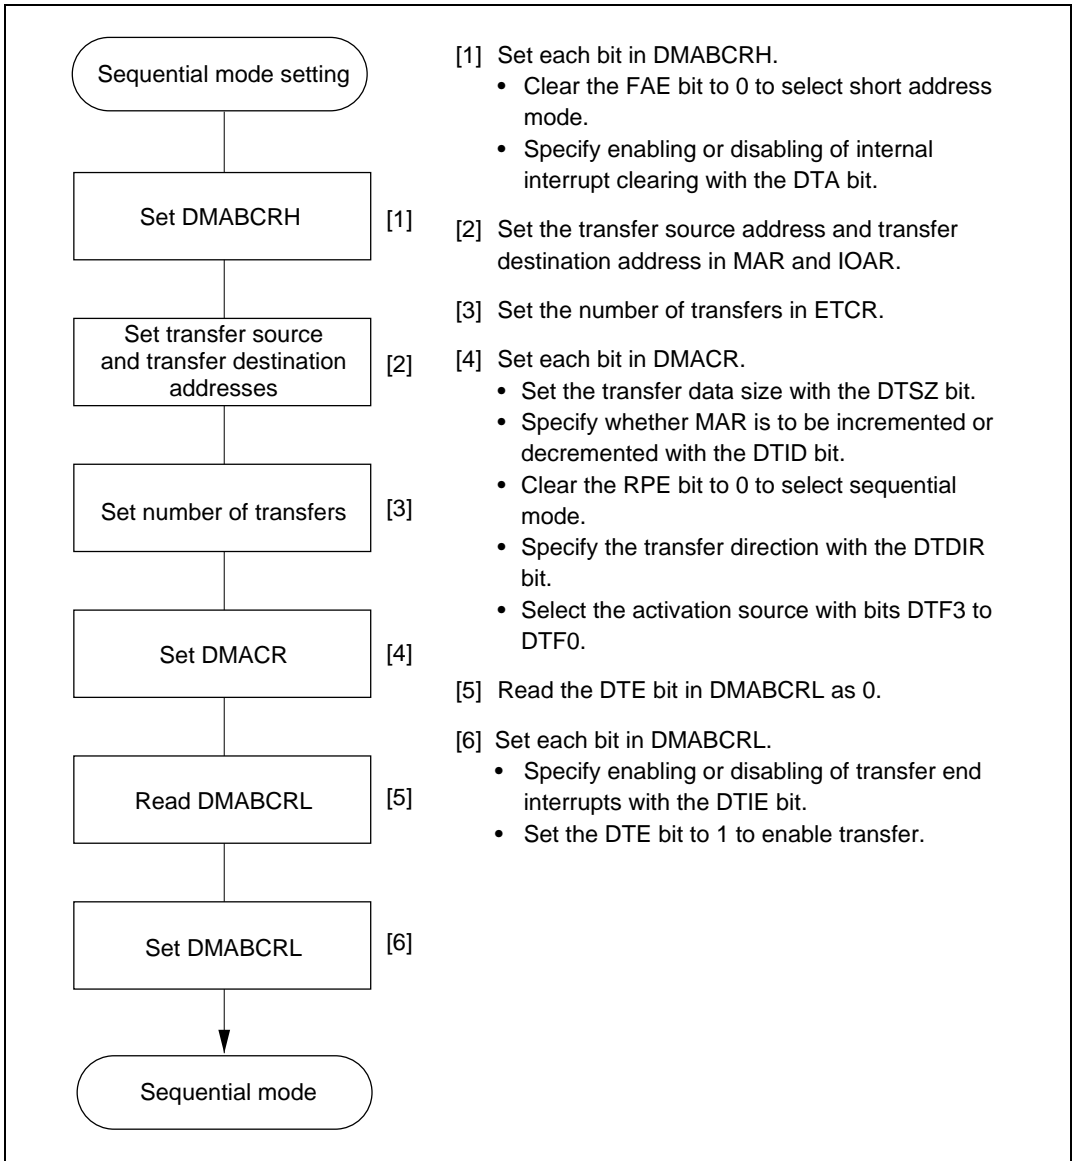 Sequential mode setting
Set DMABCRH
[1]
Set transfer source
and transfer destination
addresses
[2]
Set number of transfers
[3]
Set DMACR
[4]
Read DMABCRL
[5]
Set DMABCRL
[6]
Sequential mode
[1] Set each bit in DMABCRH.
• Clear the FAE bit to 0 to select short address
mode.
• Specify enabling or disabling of internal
interrupt clearing with the DTA bit.
[2] Set the transfer source address and transfer
destination address in MAR and IOAR.
[3] Set the number of transfers in ETCR.
[4] Set each bit in DMACR.
• Set the transfer data size with the DTSZ bit.
• Specify whether MAR is to be incremented or
decremented with the DTID bit.
• Clear the RPE bit to 0 to select sequential
mode.
• Specify the transfer direction with the DTDIR
bit.
• Select the activation source with bits DTF3 to
DTF0.
[5] Read the DTE bit in DMABCRL as 0.
[6] Set each bit in DMABCRL.
• Specify enabling or disabling of transfer end
interrupts with the DTIE bit.
• Set the DTE bit to 1 to enable transfer.